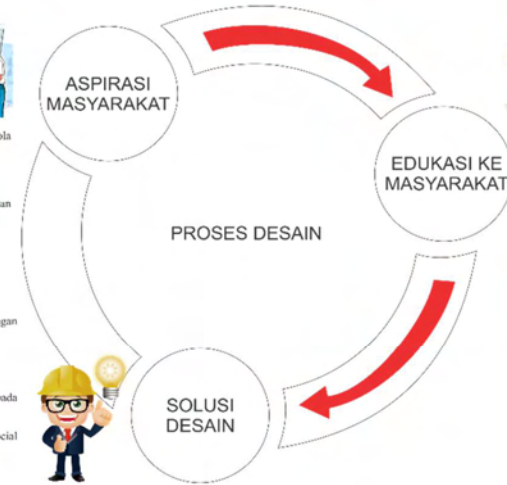 ASPIRASI
MASYARAKAT
EDUKASI KE
MASYARAKAT
PROSES DESAIN
SOLUSI
DESAIN